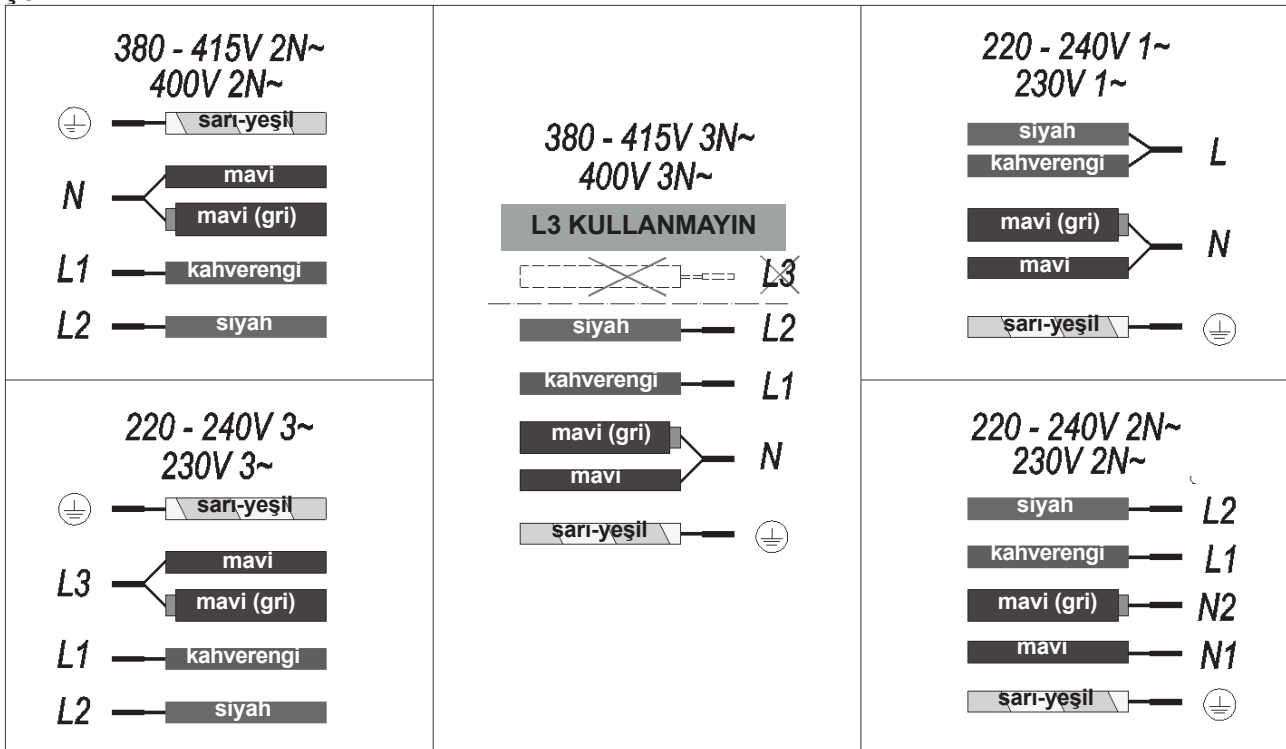 380 - 415V 2N~
400V 2N~
sarı-yeşil
N
mavi
mavi (gri)
L1 kahverengi
L2 siyah
220 - 240V 3~
230V 3~
sarı-yeşil
L3
mavi
mavi (gri)
L1 kahverengi
L2 siyah
380 - 415V 3N~
400V 3N~
L3 KULLANMAYIN
L3
siyah L2
kahverengi L1
mavi (gri)
N
mavi
sarı-yeşil
220 - 240V 1~
230V 1~
siyah
L
kahverengi
mavi (gri)
N
mavi
sarı-yeşil
220 - 240V 2N~
230V 2N~
siyah L2
kahverengi L1
mavi (gri) N2
mavi N1
sarı-yeşil